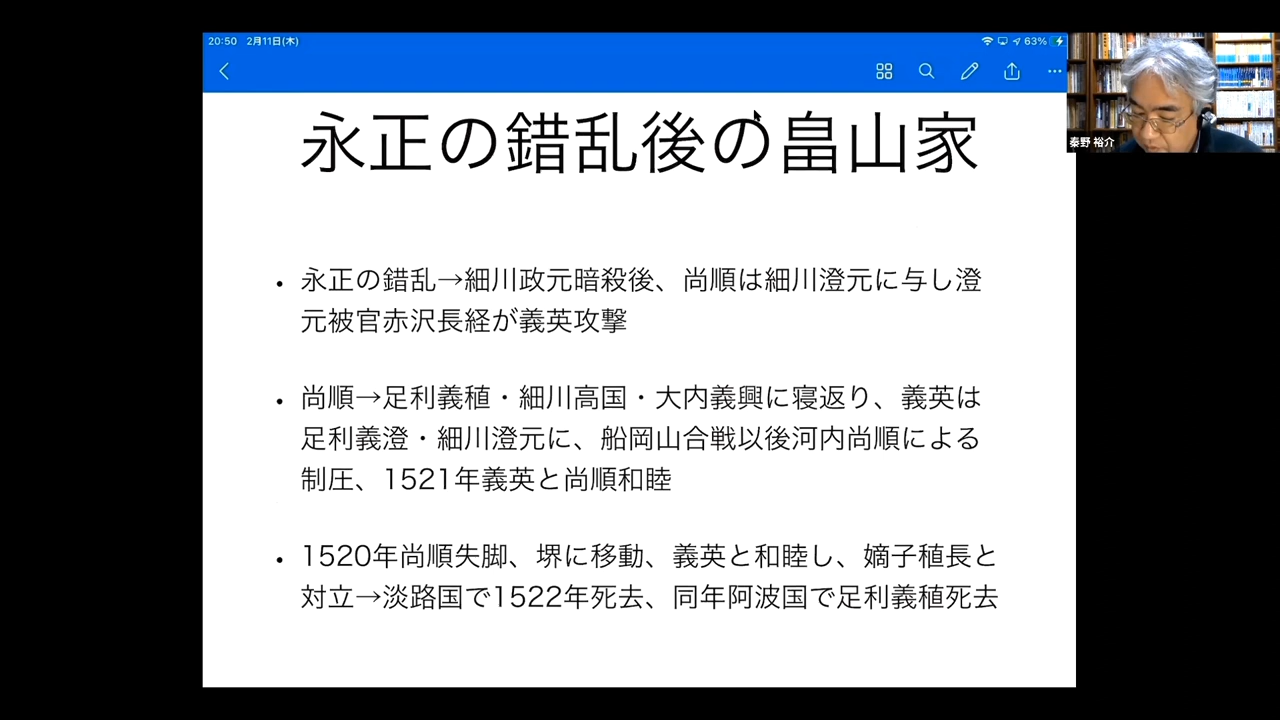 20:50 2月11日(木)
63%
永正の錯乱後の畠山家
秦野 裕介
• 永正の錯乱→細川政元暗殺後、尚順は細川澄元に与し澄
元被官赤沢長経が義英攻撃
• 尚順→足利義稙・細川高国・大内義興に寝返り、義英は
足利義澄・細川澄元に、船岡山合戦以後河内尚順による
制圧、1521年義英と尚順和睦
• 1520年尚順失脚、堺に移動、義英と和睦し、嫡子稙長と
対立→淡路国で1522年死去、同年阿波国で足利義稙死去